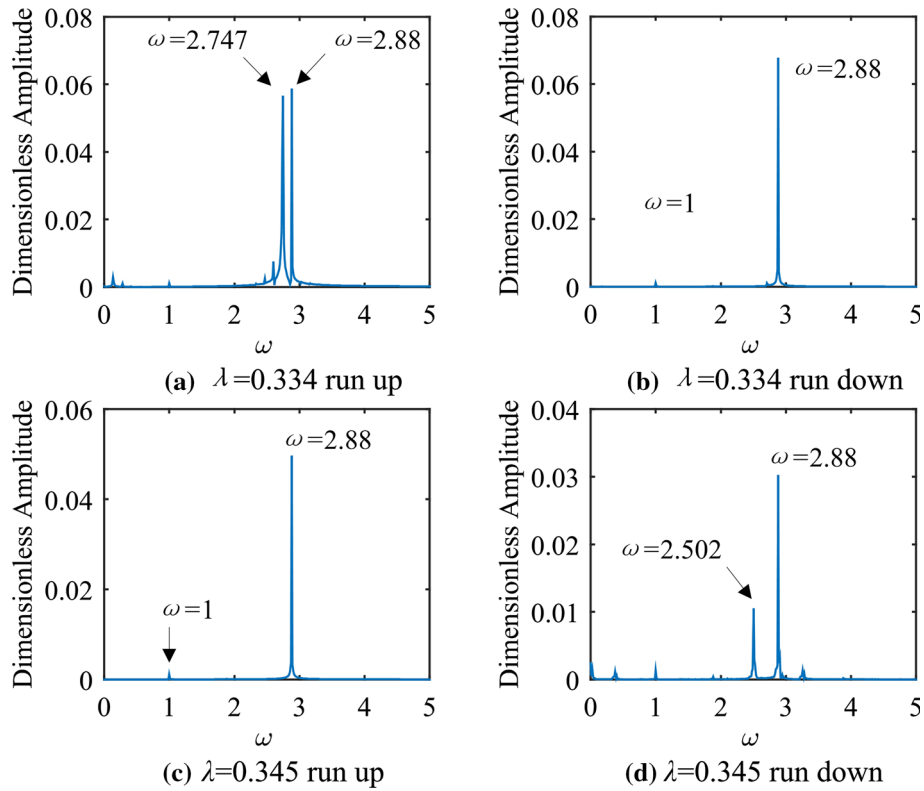 Dimensionless Amplitude
0.08
0.06
0.04
0.02
0
ω=2.747
ω=2.88
0 1 2 3 4 5
ω
(a) λ=0.334 run up
Dimensionless Amplitude
0.08
0.06
0.04
0.02
0
ω=2.88
ω=1
0 1 2 3 4 5
ω
(b) λ=0.334 run down
Dimensionless Amplitude
0.06
0.04
0.02
0
ω=2.88
ω=1
0 1 2 3 4 5
ω
(c) λ=0.345 run up
Dimensionless Amplitude
0.04
0.03
0.02
0.01
0
ω=2.88
ω=2.502
0 1 2 3 4 5
ω
(d) λ=0.345 run down